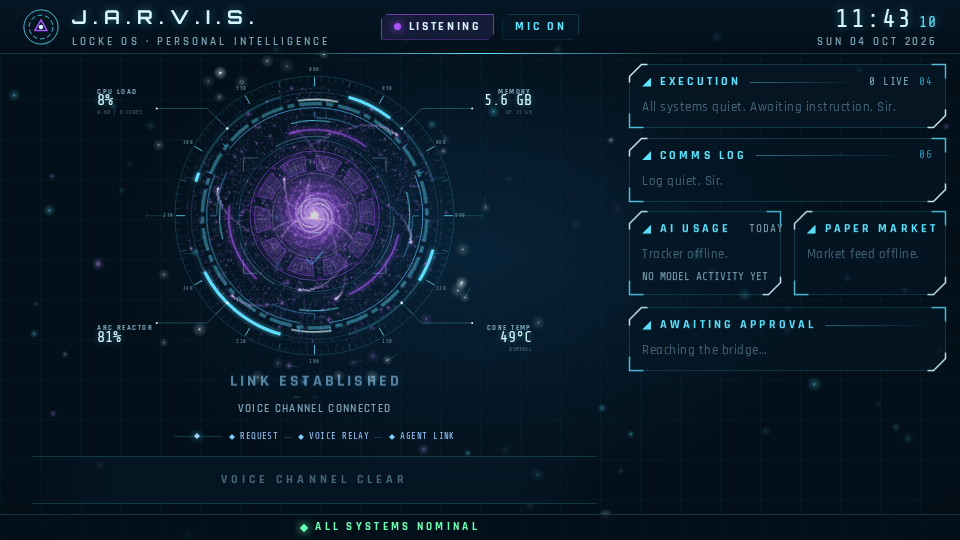 J.A.R.V.I.S.
LOCKE OS · PERSONAL INTELLIGENCE
LISTENING
MIC ON
11:43 10
SUN 04 OCT 2026
CPU LOAD
8%
MEMORY
5.6 GB
ARC REACTOR
81%
CORE TEMP
49°C
NOMINAL
LINK ESTABLISHED
VOICE CHANNEL CONNECTED
REQUEST
VOICE RELAY
AGENT LINK
VOICE CHANNEL CLEAR
EXECUTION
0 LIVE 04
All systems quiet. Awaiting instruction, Sir.
COMMS LOG
06
Log quiet, Sir.
AI USAGE
TODAY
Tracker offline.
NO MODEL ACTIVITY YET
PAPER MARKET
Market feed offline.
AWAITING APPROVAL
Reaching the bridge…
ALL SYSTEMS NOMINAL